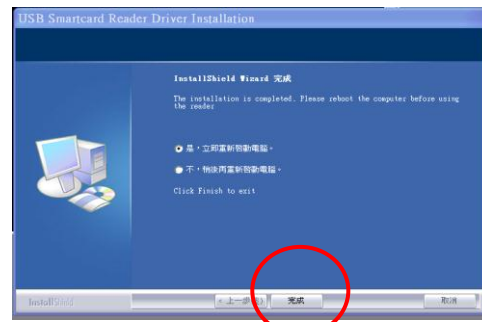 USB Smartcard Reader Driver Installation
InstallShield Wizard 完成
The installation is completed. Please reboot the computer before using
the reader
是，立即重新啓動電腦。
不，稍後再重新啓動電腦。
Click Finish to exit
InstallShield
< 上一步
完成
取消